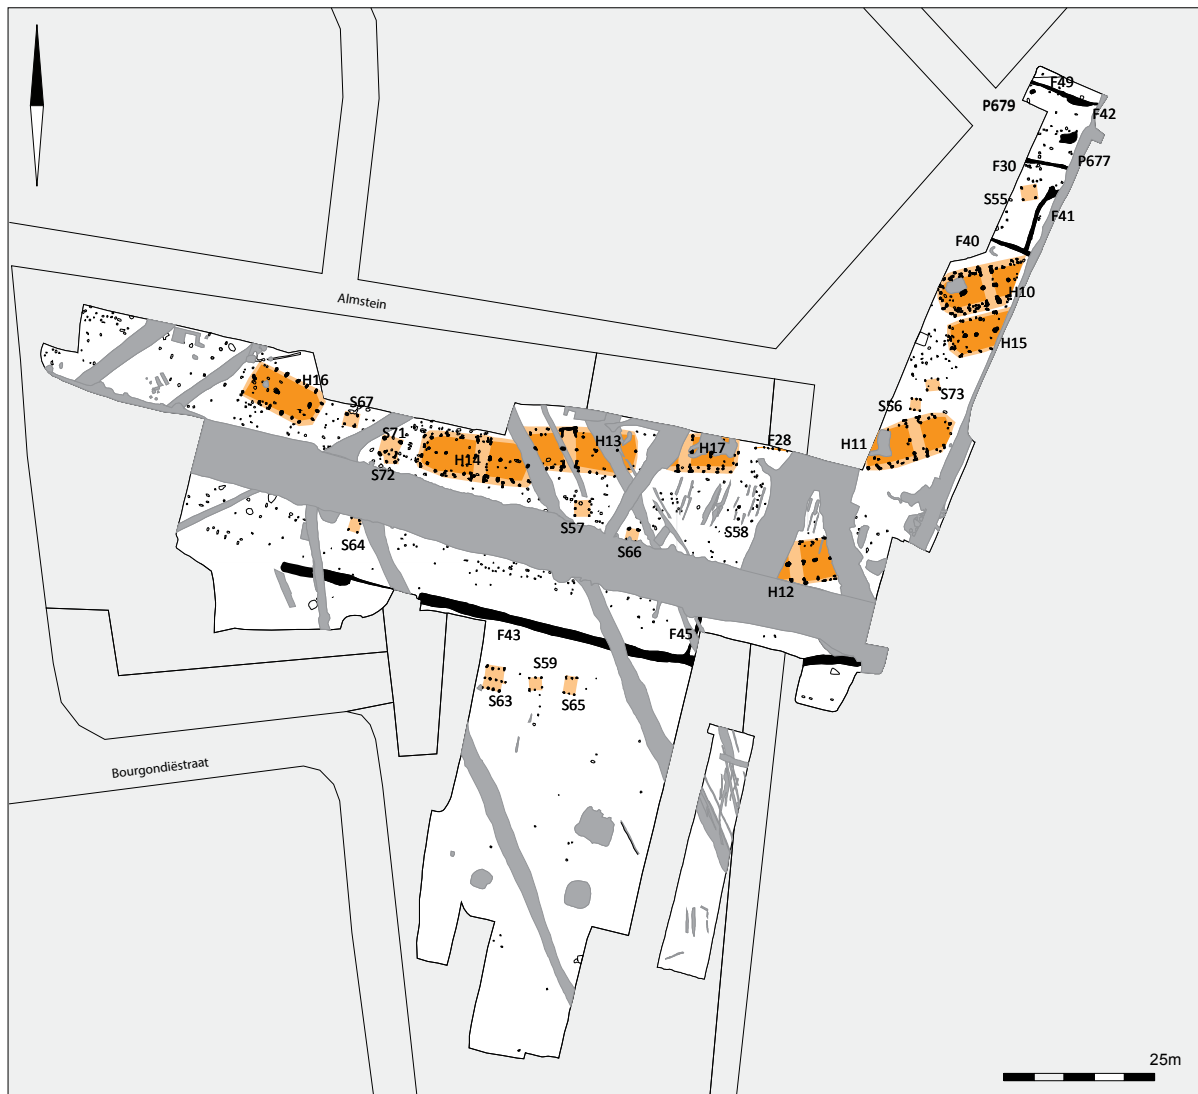 F49
P679
F42
F30
P677
S55
F41
F40
H10
Almstein
H15
H16
S67
S73
S56
S71
H13
F28
H11
H14
H17
S72
S57
S58
S64
S66
H12
F43
F45
S59
S63
S65
Bourgondiëstraat
25m